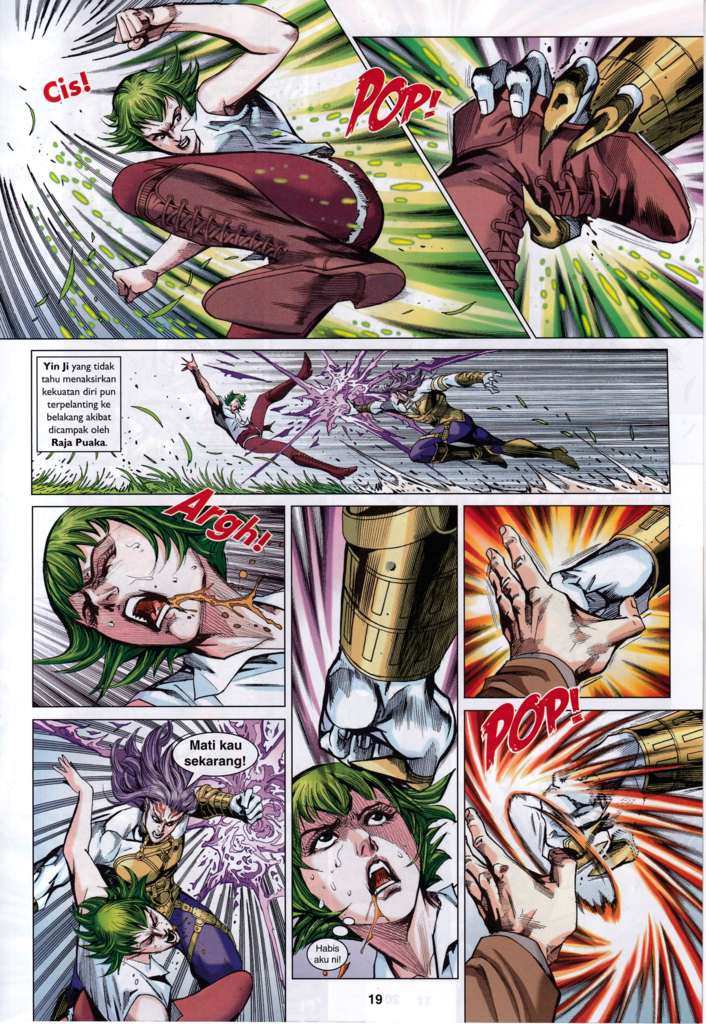 Cis!
POP!
Yin Ji yang tidak
tahu menaksirkan
kekuatan diri pun
terpelanting ke
belakang akibat
dicampak oleh
Raja Puaka.
Argh!
Mati kau
sekarang!
Habis
aku ni!
POP!
19